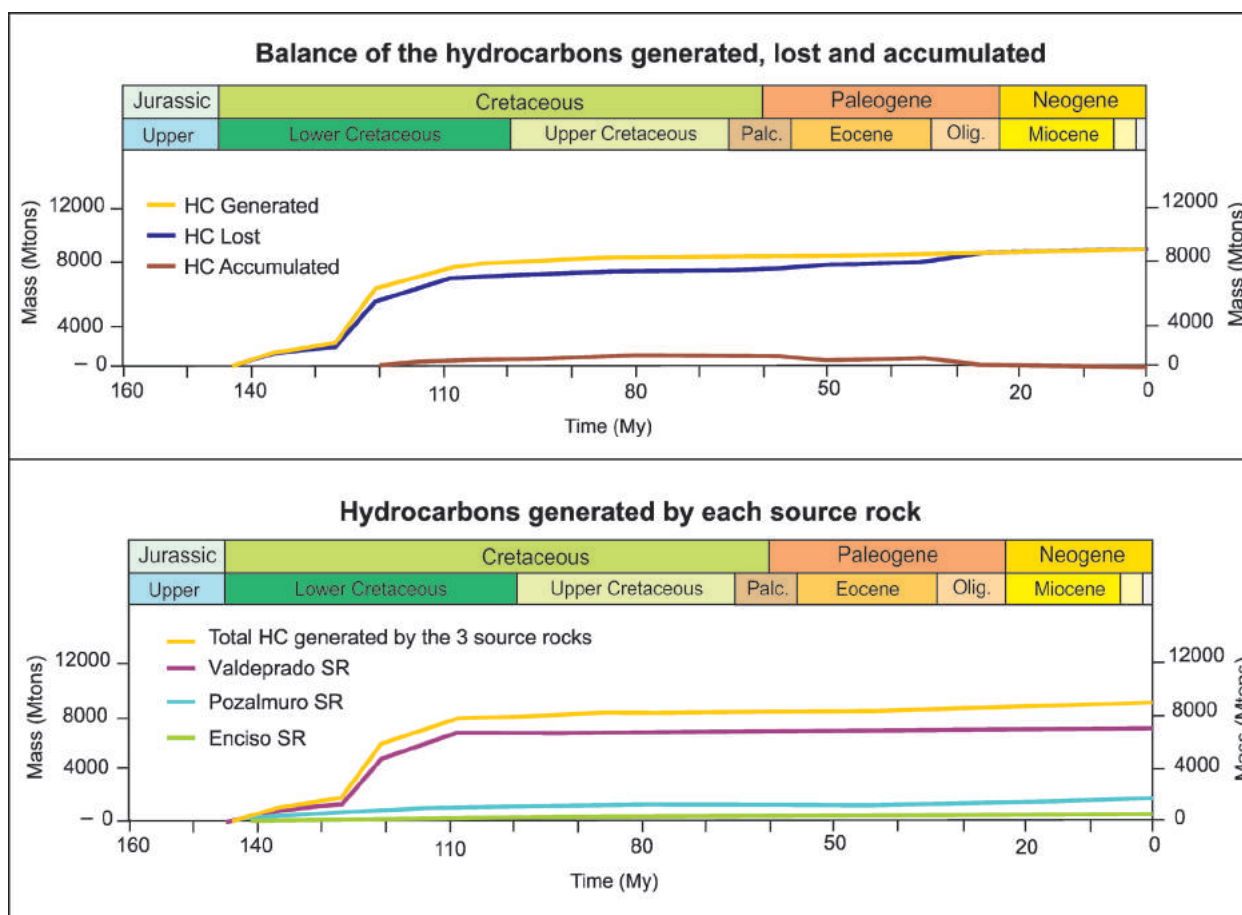 Balance of the hydrocarbons generated, lost and accumulated
Jurassic Cretaceous Paleogene Neogene
Upper Lower Cretaceous Upper Cretaceous Palc. Eocene Olig. Miocene
HC Generated
HC Lost
HC Accumulated
Mass (Mtons)
12000
8000
4000
– 0
12000
8000
4000
0
Mass (Mtons)
160 140 110 80 50 20 0
Time (My)
Hydrocarbons generated by each source rock
Jurassic Cretaceous Paleogene Neogene
Upper Lower Cretaceous Upper Cretaceous Palc. Eocene Olig. Miocene
Total HC generated by the 3 source rocks
Valdeprado SR
Pozalmuro SR
Enciso SR
Mass (Mtons)
12000
8000
4000
– 0
12000
8000
4000
0
Mass (Mtons)
160 140 110 80 50 20 0
Time (My)